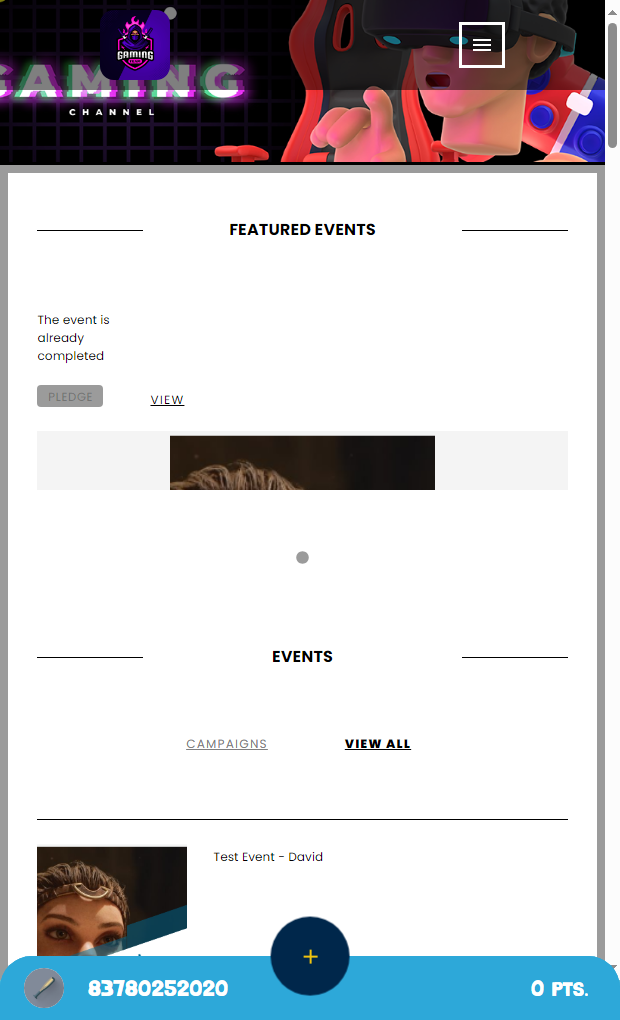 GAMING
GAMING
CHANNEL
FEATURED EVENTS
The event is
already
completed
PLEDGE
VIEW
EVENTS
CAMPAIGNS
VIEW ALL
Test Event - David
+
83780252020
0 PTS.